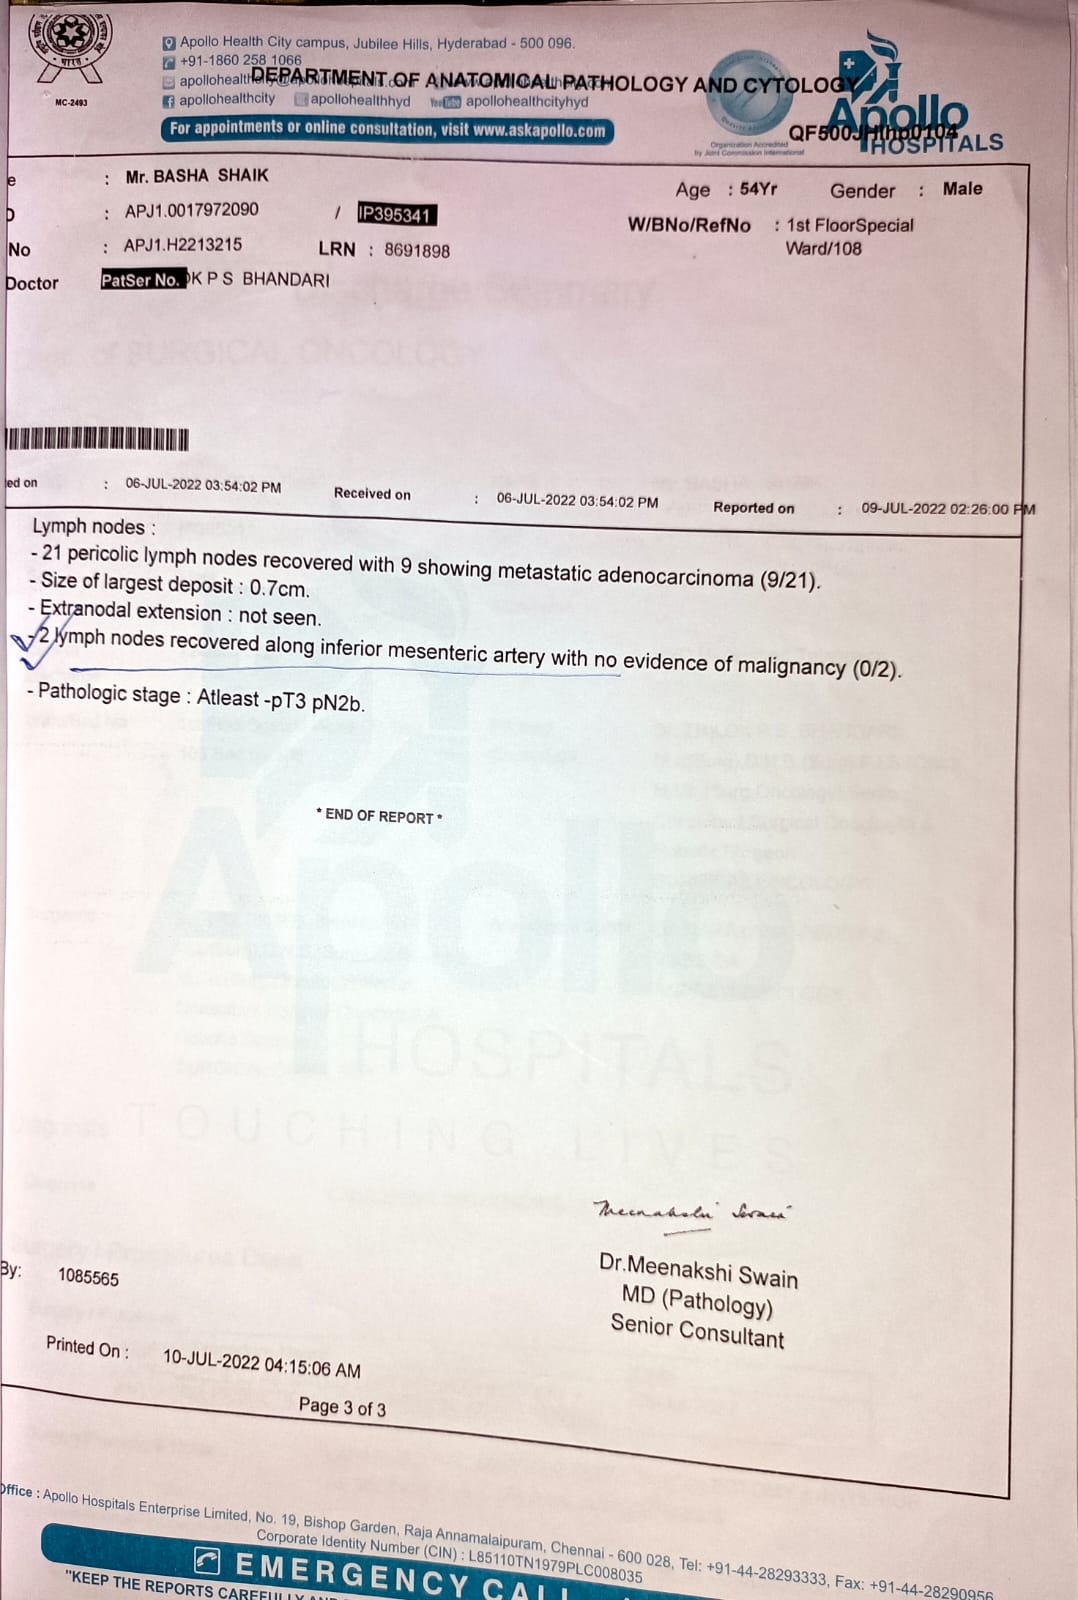 Apollo Health City campus, Jubilee Hills, Hyderabad - 500 096.
+91-1860 258 1066
DEPARTMENT OF ANATOMICAL PATHOLOGY AND CYTOLOGY
MC-2493
apollohealthcity apollohealthhyd YouTube apollohealthcityhyd
For appointments or online consultation, visit www.askapollo.com
Organization Accredited
by Joint Commission International
Apollo
HOSPITALS
QF500JHlhp0104
e : Mr. BASHA SHAIK Age : 54Yr Gender : Male
: APJ1.0017972090 / IP395341 W/BNo/RefNo : 1st FloorSpecial
Ward/108
No : APJ1.H2213215 LRN : 8691898
Doctor PatSer No. K P S BHANDARI
ed on : 06-JUL-2022 03:54:02 PM Received on : 06-JUL-2022 03:54:02 PM Reported on : 09-JUL-2022 02:26:00 PM
Lymph nodes :
- 21 pericolic lymph nodes recovered with 9 showing metastatic adenocarcinoma (9/21).
- Size of largest deposit : 0.7cm.
- Extranodal extension : not seen.
- 2 lymph nodes recovered along inferior mesenteric artery with no evidence of malignancy (0/2).
- Pathologic stage : Atleast -pT3 pN2b.
* END OF REPORT *
Apollo
HOSPITALS
TOUCHING LIVES
Meenakshi Swain
Dr.Meenakshi Swain
MD (Pathology)
Senior Consultant
By: 1085565
Printed On : 10-JUL-2022 04:15:06 AM
Page 3 of 3
Office : Apollo Hospitals Enterprise Limited, No. 19, Bishop Garden, Raja Annamalaipuram, Chennai - 600 028, Tel: +91-44-28293333, Fax: +91-44-28290956
Corporate Identity Number (CIN) : L85110TN1979PLC008035
EMERGENCY CALL
"KEEP THE REPORTS CAREFULLY